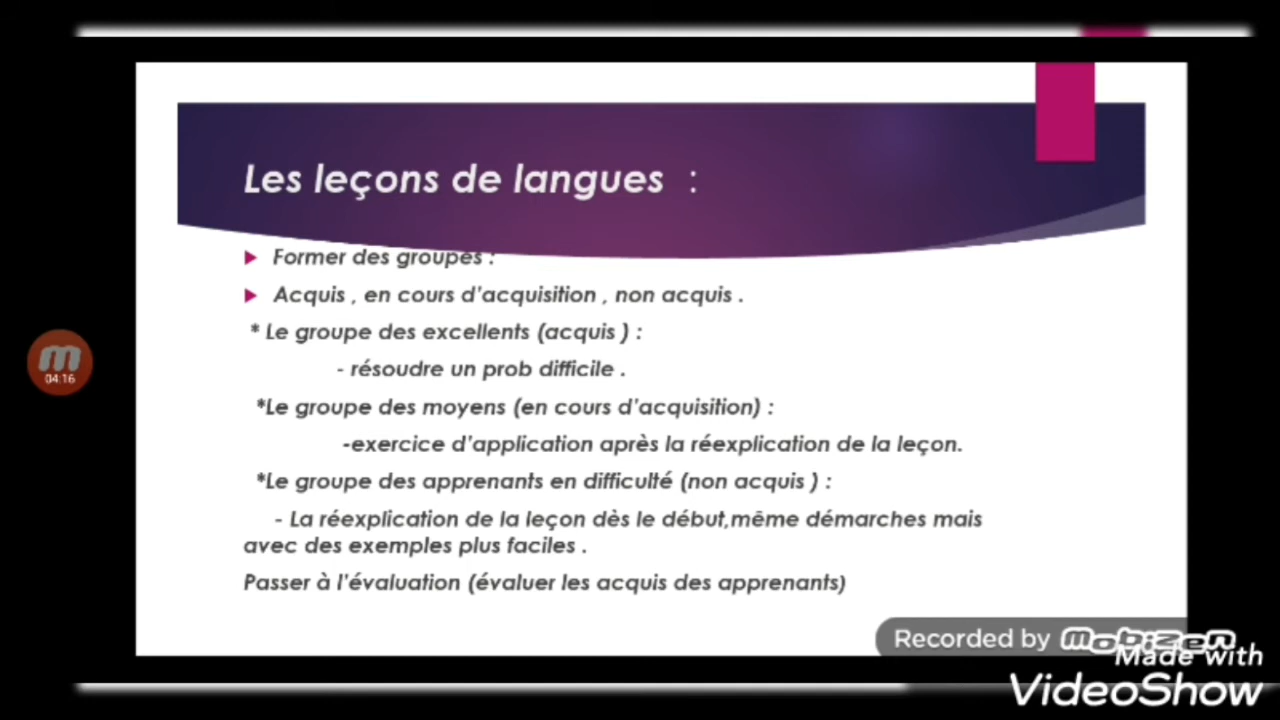 Les leçons de langues :
Former des groupes :
Acquis , en cours d'acquisition , non acquis .
* Le groupe des excellents (acquis ) :
- résoudre un prob difficile .
*Le groupe des moyens (en cours d'acquisition) :
-exercice d'application après la réexplication de la leçon.
*Le groupe des apprenants en difficulté (non acquis ) :
- La réexplication de la leçon dès le début,même démarches mais
avec des exemples plus faciles .
Passer à l'évaluation (évaluer les acquis des apprenants)
04:16
Recorded by mobizen
Made with
VideoShow